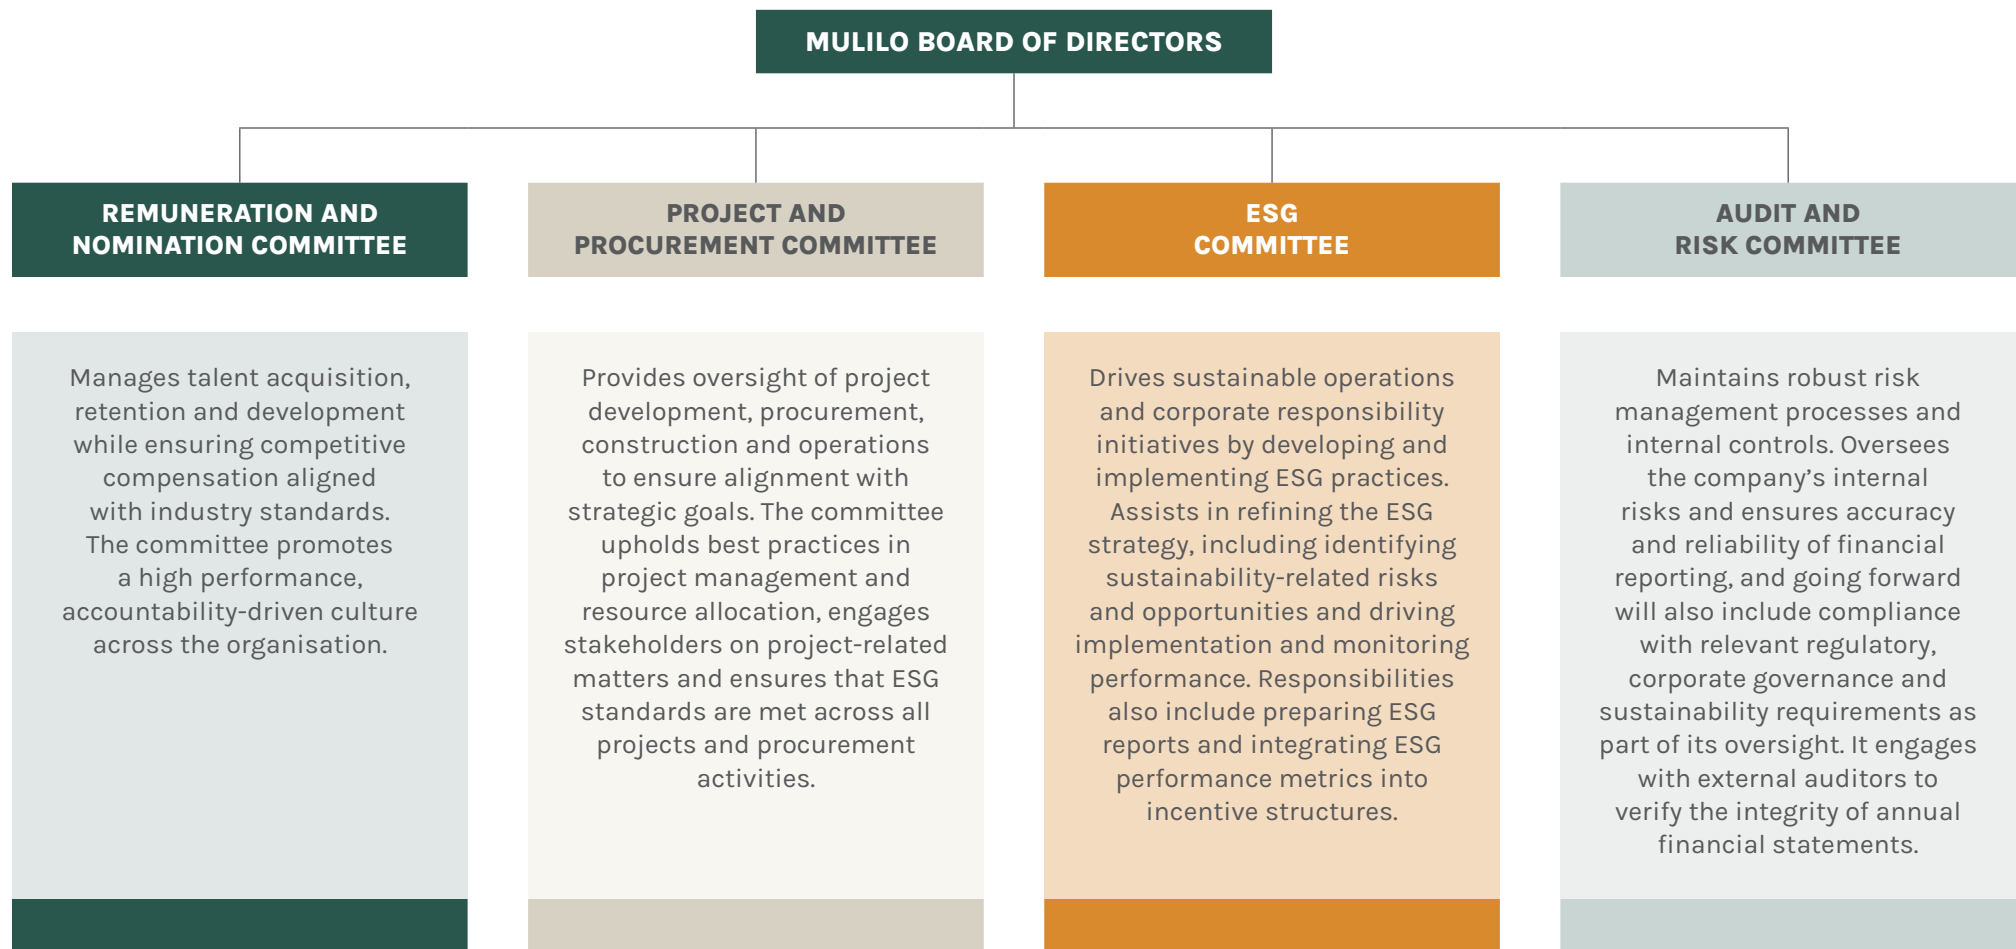 MULILO BOARD OF DIRECTORS
REMUNERATION AND
NOMINATION COMMITTEE
Manages talent acquisition,
retention and development
while ensuring competitive
compensation aligned
with industry standards.
The committee promotes
a high performance,
accountability-driven culture
across the organisation.
PROJECT AND
PROCUREMENT COMMITTEE
Provides oversight of project
development, procurement,
construction and operations
to ensure alignment with
strategic goals. The committee
upholds best practices in
project management and
resource allocation, engages
stakeholders on project-related
matters and ensures that ESG
standards are met across all
projects and procurement
activities.
ESG
COMMITTEE
Drives sustainable operations
and corporate responsibility
initiatives by developing and
implementing ESG practices.
Assists in refining the ESG
strategy, including identifying
sustainability-related risks
and opportunities and driving
implementation and monitoring
performance. Responsibilities
also include preparing ESG
reports and integrating ESG
performance metrics into
incentive structures.
AUDIT AND
RISK COMMITTEE
Maintains robust risk
management processes and
internal controls. Oversees
the company’s internal
risks and ensures accuracy
and reliability of financial
reporting, and going forward
will also include compliance
with relevant regulatory,
corporate governance and
sustainability requirements as
part of its oversight. It engages
with external auditors to
verify the integrity of annual
financial statements.